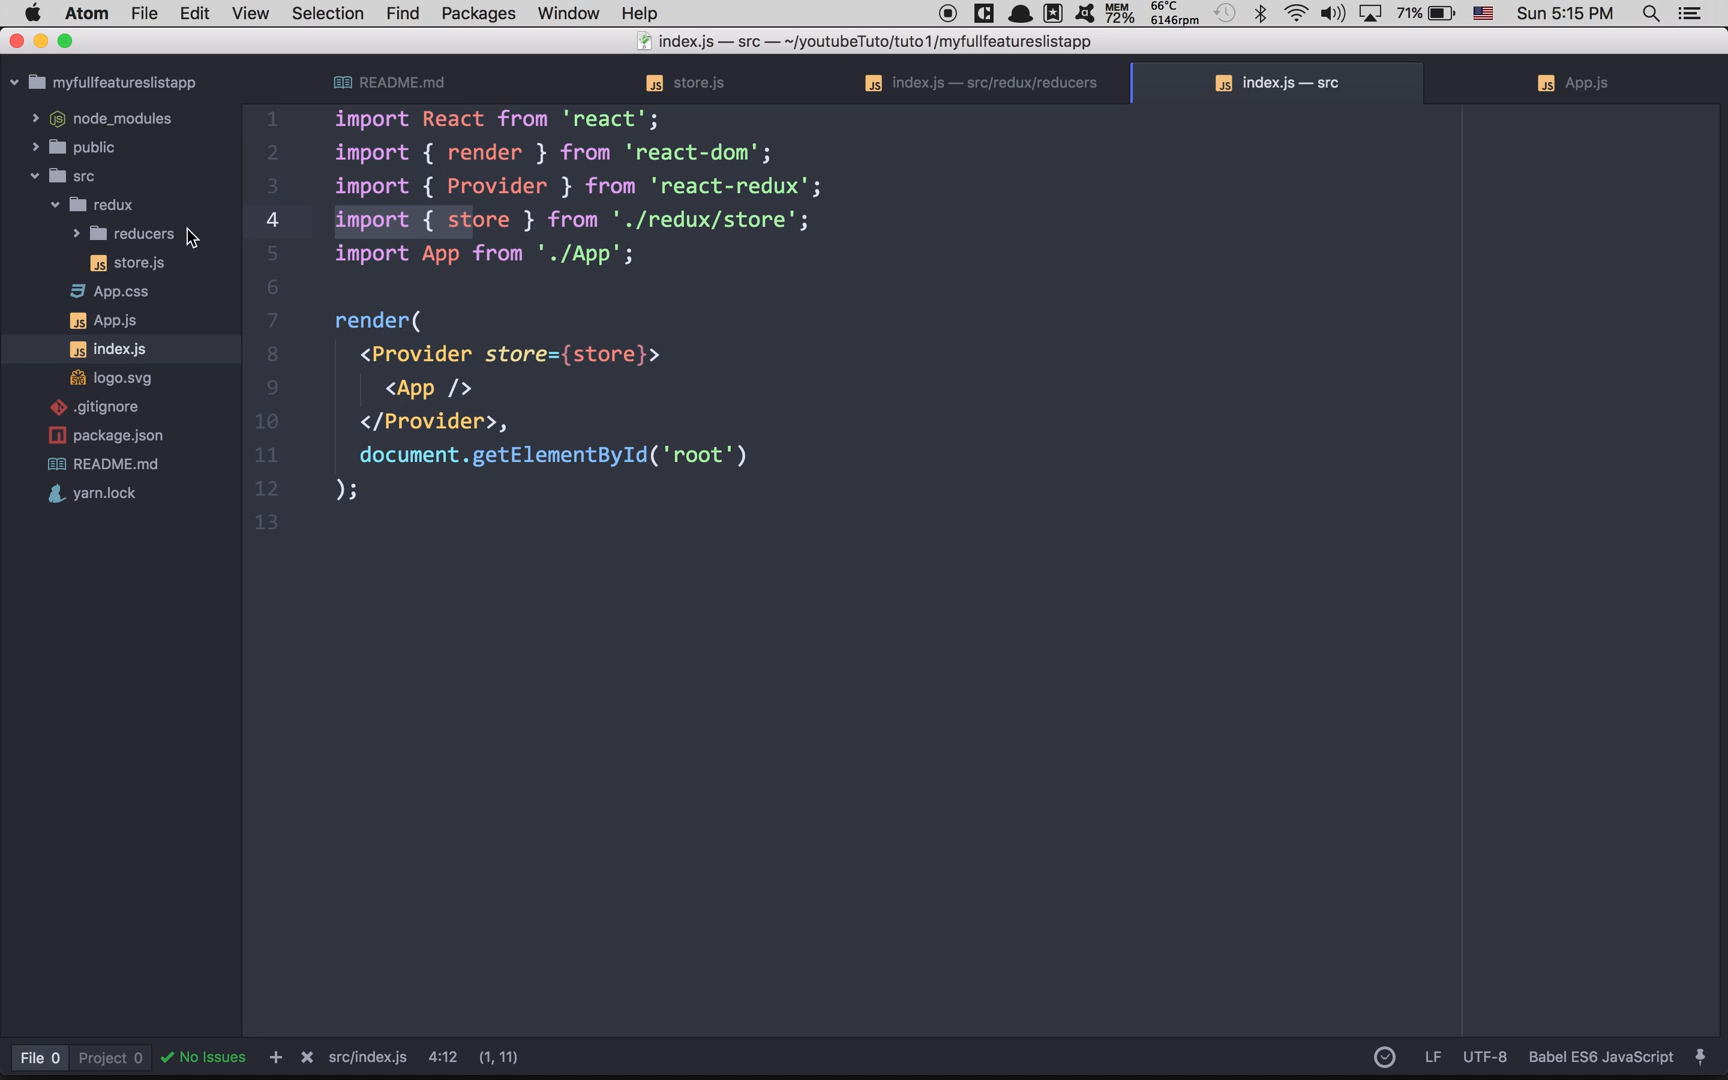 Atom File Edit View Selection Find Packages Window Help MEM 72% 66°C 6146rpm 71% Sun 5:15 PM
index.js — src — ~/youtubeTuto/tuto1/myfullfeatureslistapp
myfullfeatureslistapp
README.md store.js index.js — src/redux/reducers index.js — src App.js
node_modules
public
src
redux
reducers
store.js
App.css
App.js
index.js
logo.svg
.gitignore
package.json
README.md
yarn.lock
1 import React from 'react';
2 import { render } from 'react-dom';
3 import { Provider } from 'react-redux';
4 import { store } from './redux/store';
5 import App from './App';
6
7 render(
8 <Provider store={store}>
9 <App />
10 </Provider>,
11 document.getElementById('root')
12 );
13
File 0 Project 0 No Issues src/index.js 4:12 (1, 11) LF UTF-8 Babel ES6 JavaScript